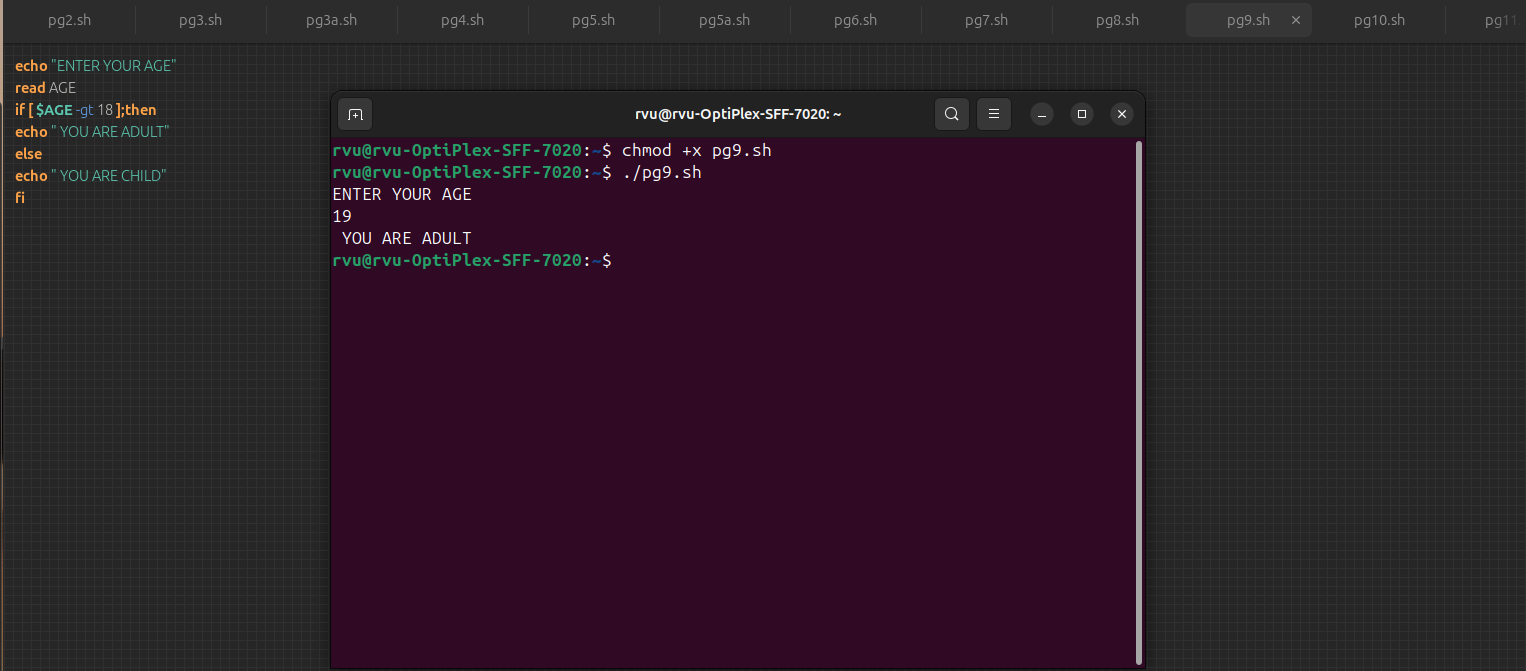 pg2.sh pg3.sh pg3a.sh pg4.sh pg5.sh pg5a.sh pg6.sh pg7.sh pg8.sh pg9.sh × pg10.sh pg11
echo "ENTER YOUR AGE"
read AGE
if [ $AGE -gt 18 ];then
echo " YOU ARE ADULT"
else
echo " YOU ARE CHILD"
fi
rvu@rvu-OptiPlex-SFF-7020: ~
rvu@rvu-OptiPlex-SFF-7020:~$ chmod +x pg9.sh
rvu@rvu-OptiPlex-SFF-7020:~$ ./pg9.sh
ENTER YOUR AGE
19
 YOU ARE ADULT
rvu@rvu-OptiPlex-SFF-7020:~$